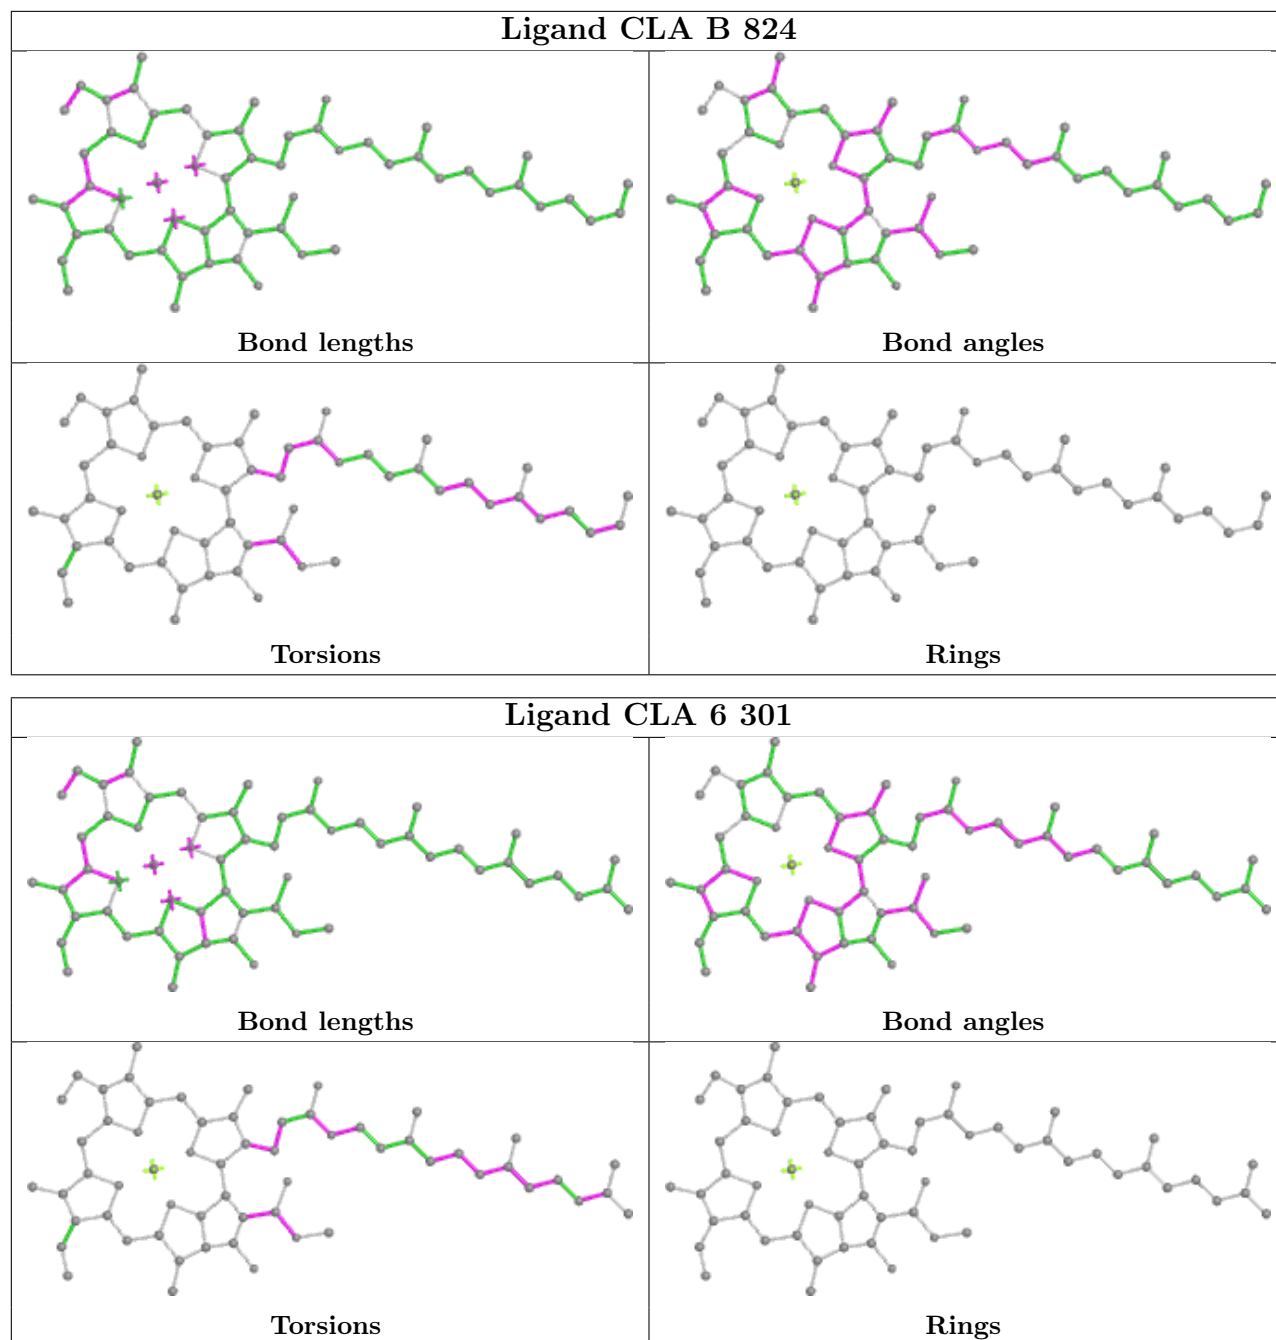 Ligand CLA B 824
Bond lengths
Bond angles
Torsions
Rings
Ligand CLA 6 301
Bond lengths
Bond angles
Torsions
Rings